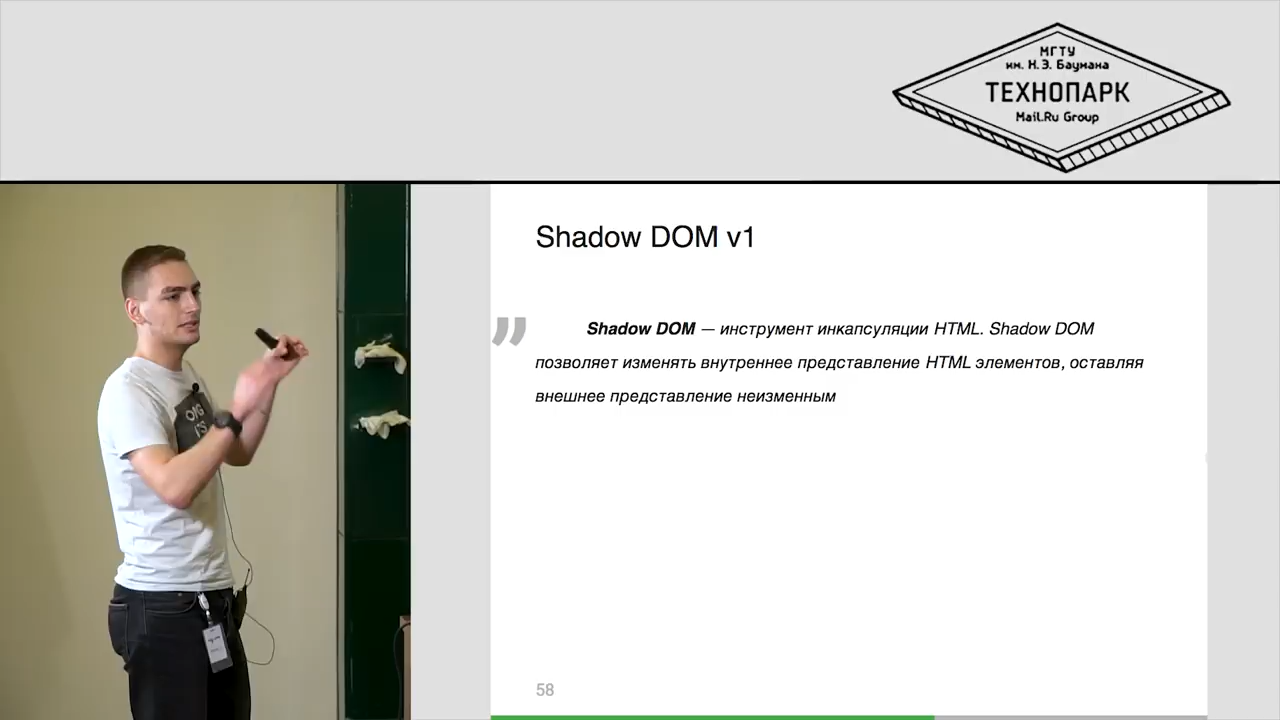 МГТУ
им. Н.Э. Баумана
ТЕХНОПАРК
Mail.Ru Group
Shadow DOM v1
” Shadow DOM — инструмент инкапсуляции HTML. Shadow DOM
позволяет изменять внутреннее представление HTML элементов, оставляя
внешнее представление неизменным
OMG
58